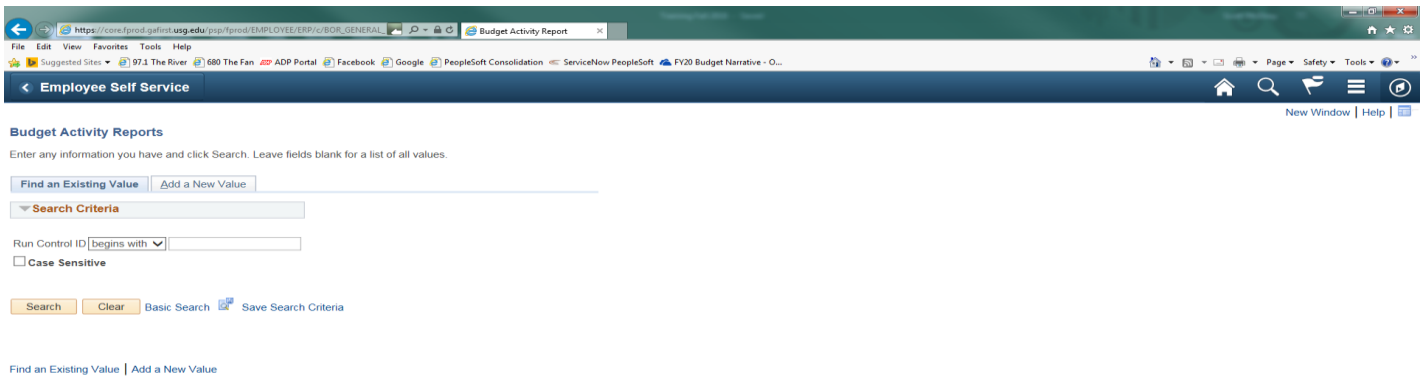 https://core.fprod.gafirst.usg.edu/psp/fprod/EMPLOYEE/ERP/c/BOR_GENERAL_ Budget Activity Report
File Edit View Favorites Tools Help
Suggested Sites 97.1 The River 680 The Fan ADP Portal Facebook Google PeopleSoft Consolidation ServiceNow PeopleSoft FY20 Budget Narrative - O... Page Safety Tools
Employee Self Service
New Window | Help |
Budget Activity Reports
Enter any information you have and click Search. Leave fields blank for a list of all values.
Find an Existing Value Add a New Value
Search Criteria
Run Control ID begins with
Case Sensitive
Search Clear Basic Search Save Search Criteria
Find an Existing Value | Add a New Value